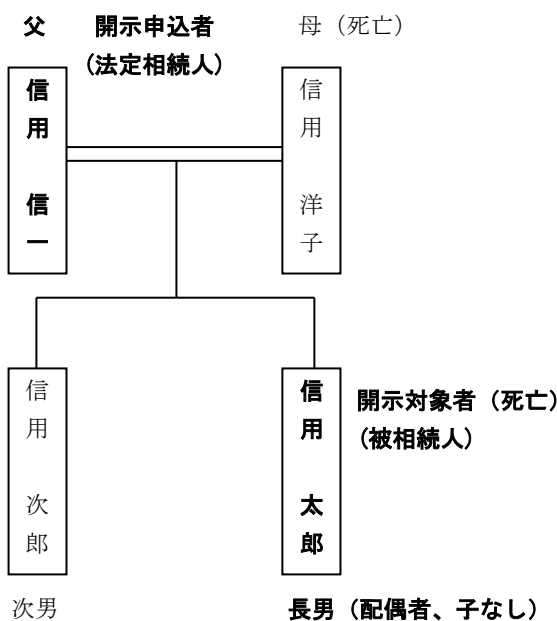 父 開示申込者 母（死亡）
（法定相続人）
信用 信一
信用 洋子
信用 次郎
信用 太郎
開示対象者（死亡）
（被相続人）
次男 長男（配偶者、子なし）